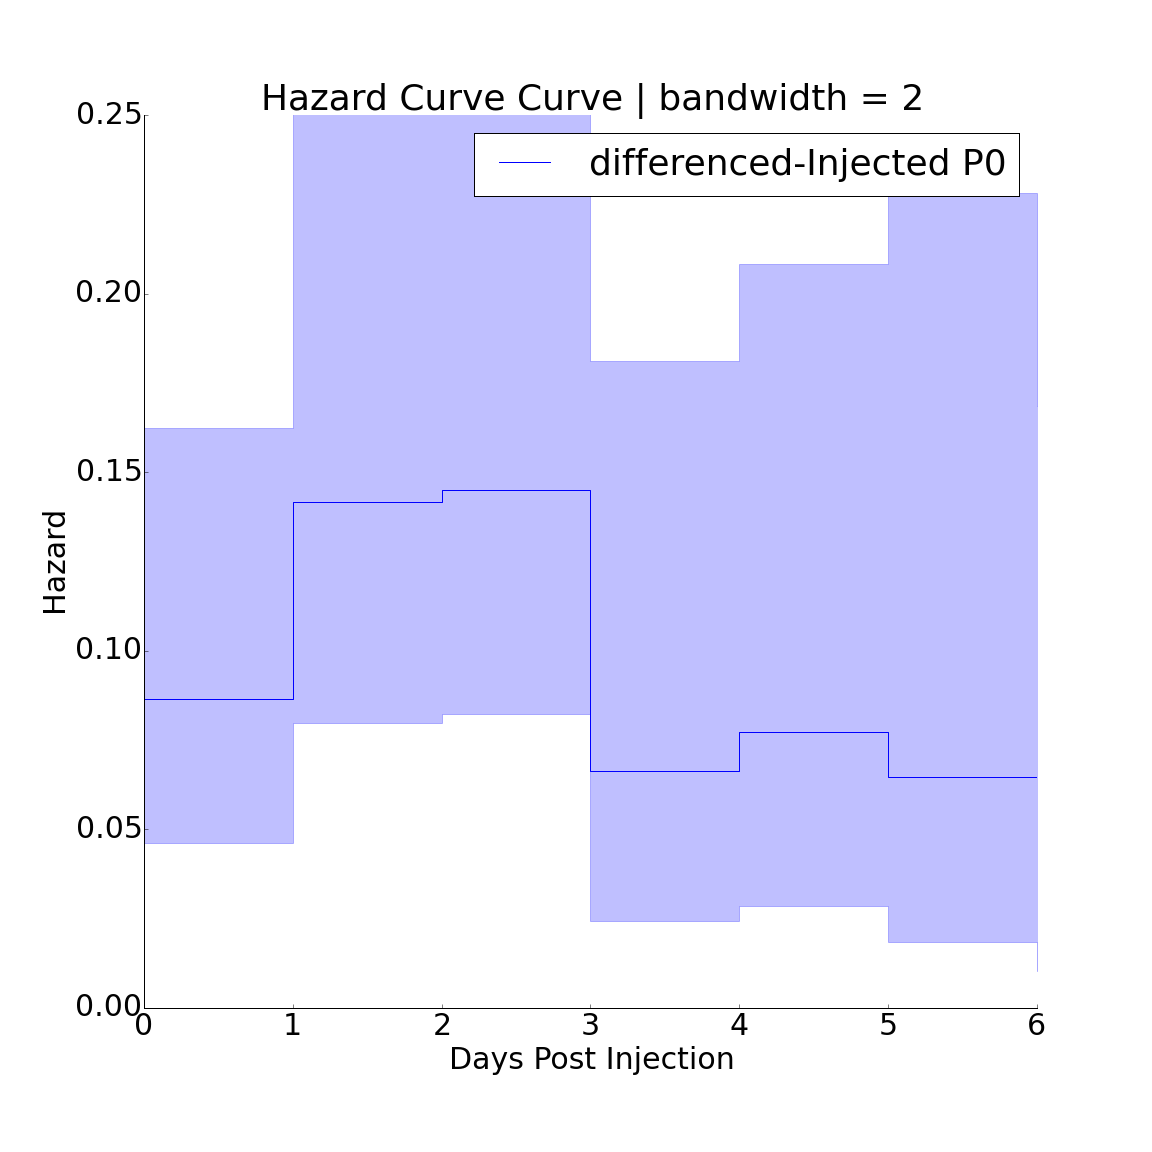 Hazard Curve Curve | bandwidth = 2
differenced-Injected P0
0.25
0.20
0.15
0.10
0.05
0.00
Hazard
0 1 2 3 4 5 6
Days Post Injection